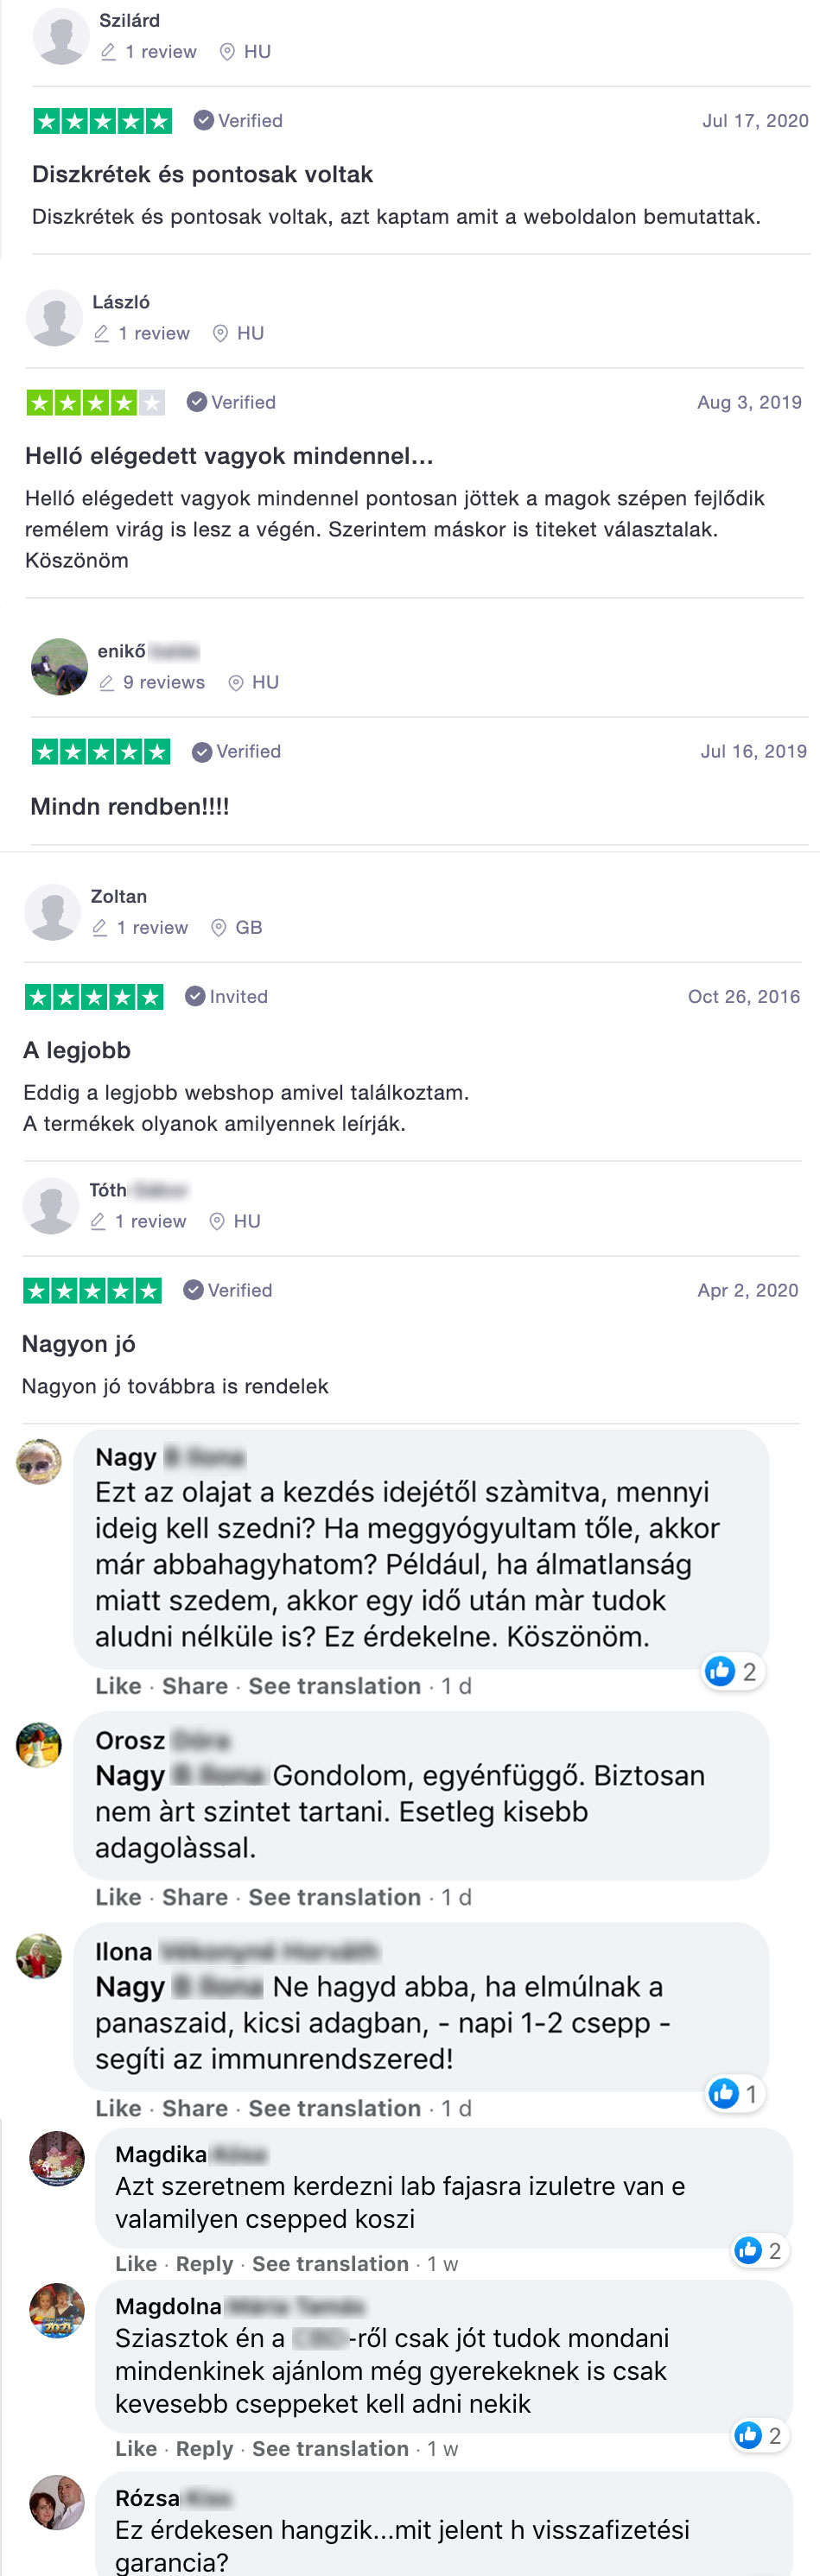 Szilárd
1 review HU
Verified Jul 17, 2020
Diszkrétek és pontosak voltak
Diszkrétek és pontosak voltak, azt kaptam amit a weboldalon bemutattak.
László
1 review HU
Verified Aug 3, 2019
Helló elégedett vagyok mindennel...
Helló elégedett vagyok mindennel pontosan jöttek a magok szépen fejlődik
remélem virág is lesz a végén. Szerintem máskor is titeket választalak.
Köszönöm
enikő
9 reviews HU
Verified Jul 16, 2019
Mindn rendben!!!!
Zoltan
1 review GB
Invited Oct 26, 2016
A legjobb
Eddig a legjobb webshop amivel találkoztam.
A termékek olyanok amilyennek leírják.
Tóth
1 review HU
Verified Apr 2, 2020
Nagyon jó
Nagyon jó továbbra is rendelek
Nagy
Ezt az olajat a kezdés idejétől szàmitva, mennyi
ideig kell szedni? Ha meggyógyultam tőle, akkor
már abbahagyhatom? Például, ha álmatlanság
miatt szedem, akkor egy idő után màr tudok
aludni nélküle is? Ez érdekelne. Köszönöm.
2
Like · Share · See translation · 1 d
Orosz
Nagy Gondolom, egyénfüggő. Biztosan
nem àrt szintet tartani. Esetleg kisebb
adagolàssal.
Like · Share · See translation · 1 d
Ilona
Nagy Ne hagyd abba, ha elmúlnak a
panaszaid, kicsi adagban, - napi 1-2 csepp -
segíti az immunrendszered!
1
Like · Share · See translation · 1 d
Magdika
Azt szeretnem kerdezni lab fajasra izuletre van e
valamilyen csepped koszi
2
Like · Reply · See translation · 1 w
2021
Magdolna
Sziasztok én a -ről csak jót tudok mondani
mindenkinek ajánlom még gyerekeknek is csak
kevesebb cseppeket kell adni nekik
2
Like · Reply · See translation · 1 w
Rózsa
Ez érdekesen hangzik...mit jelent h visszafizetési
garancia?